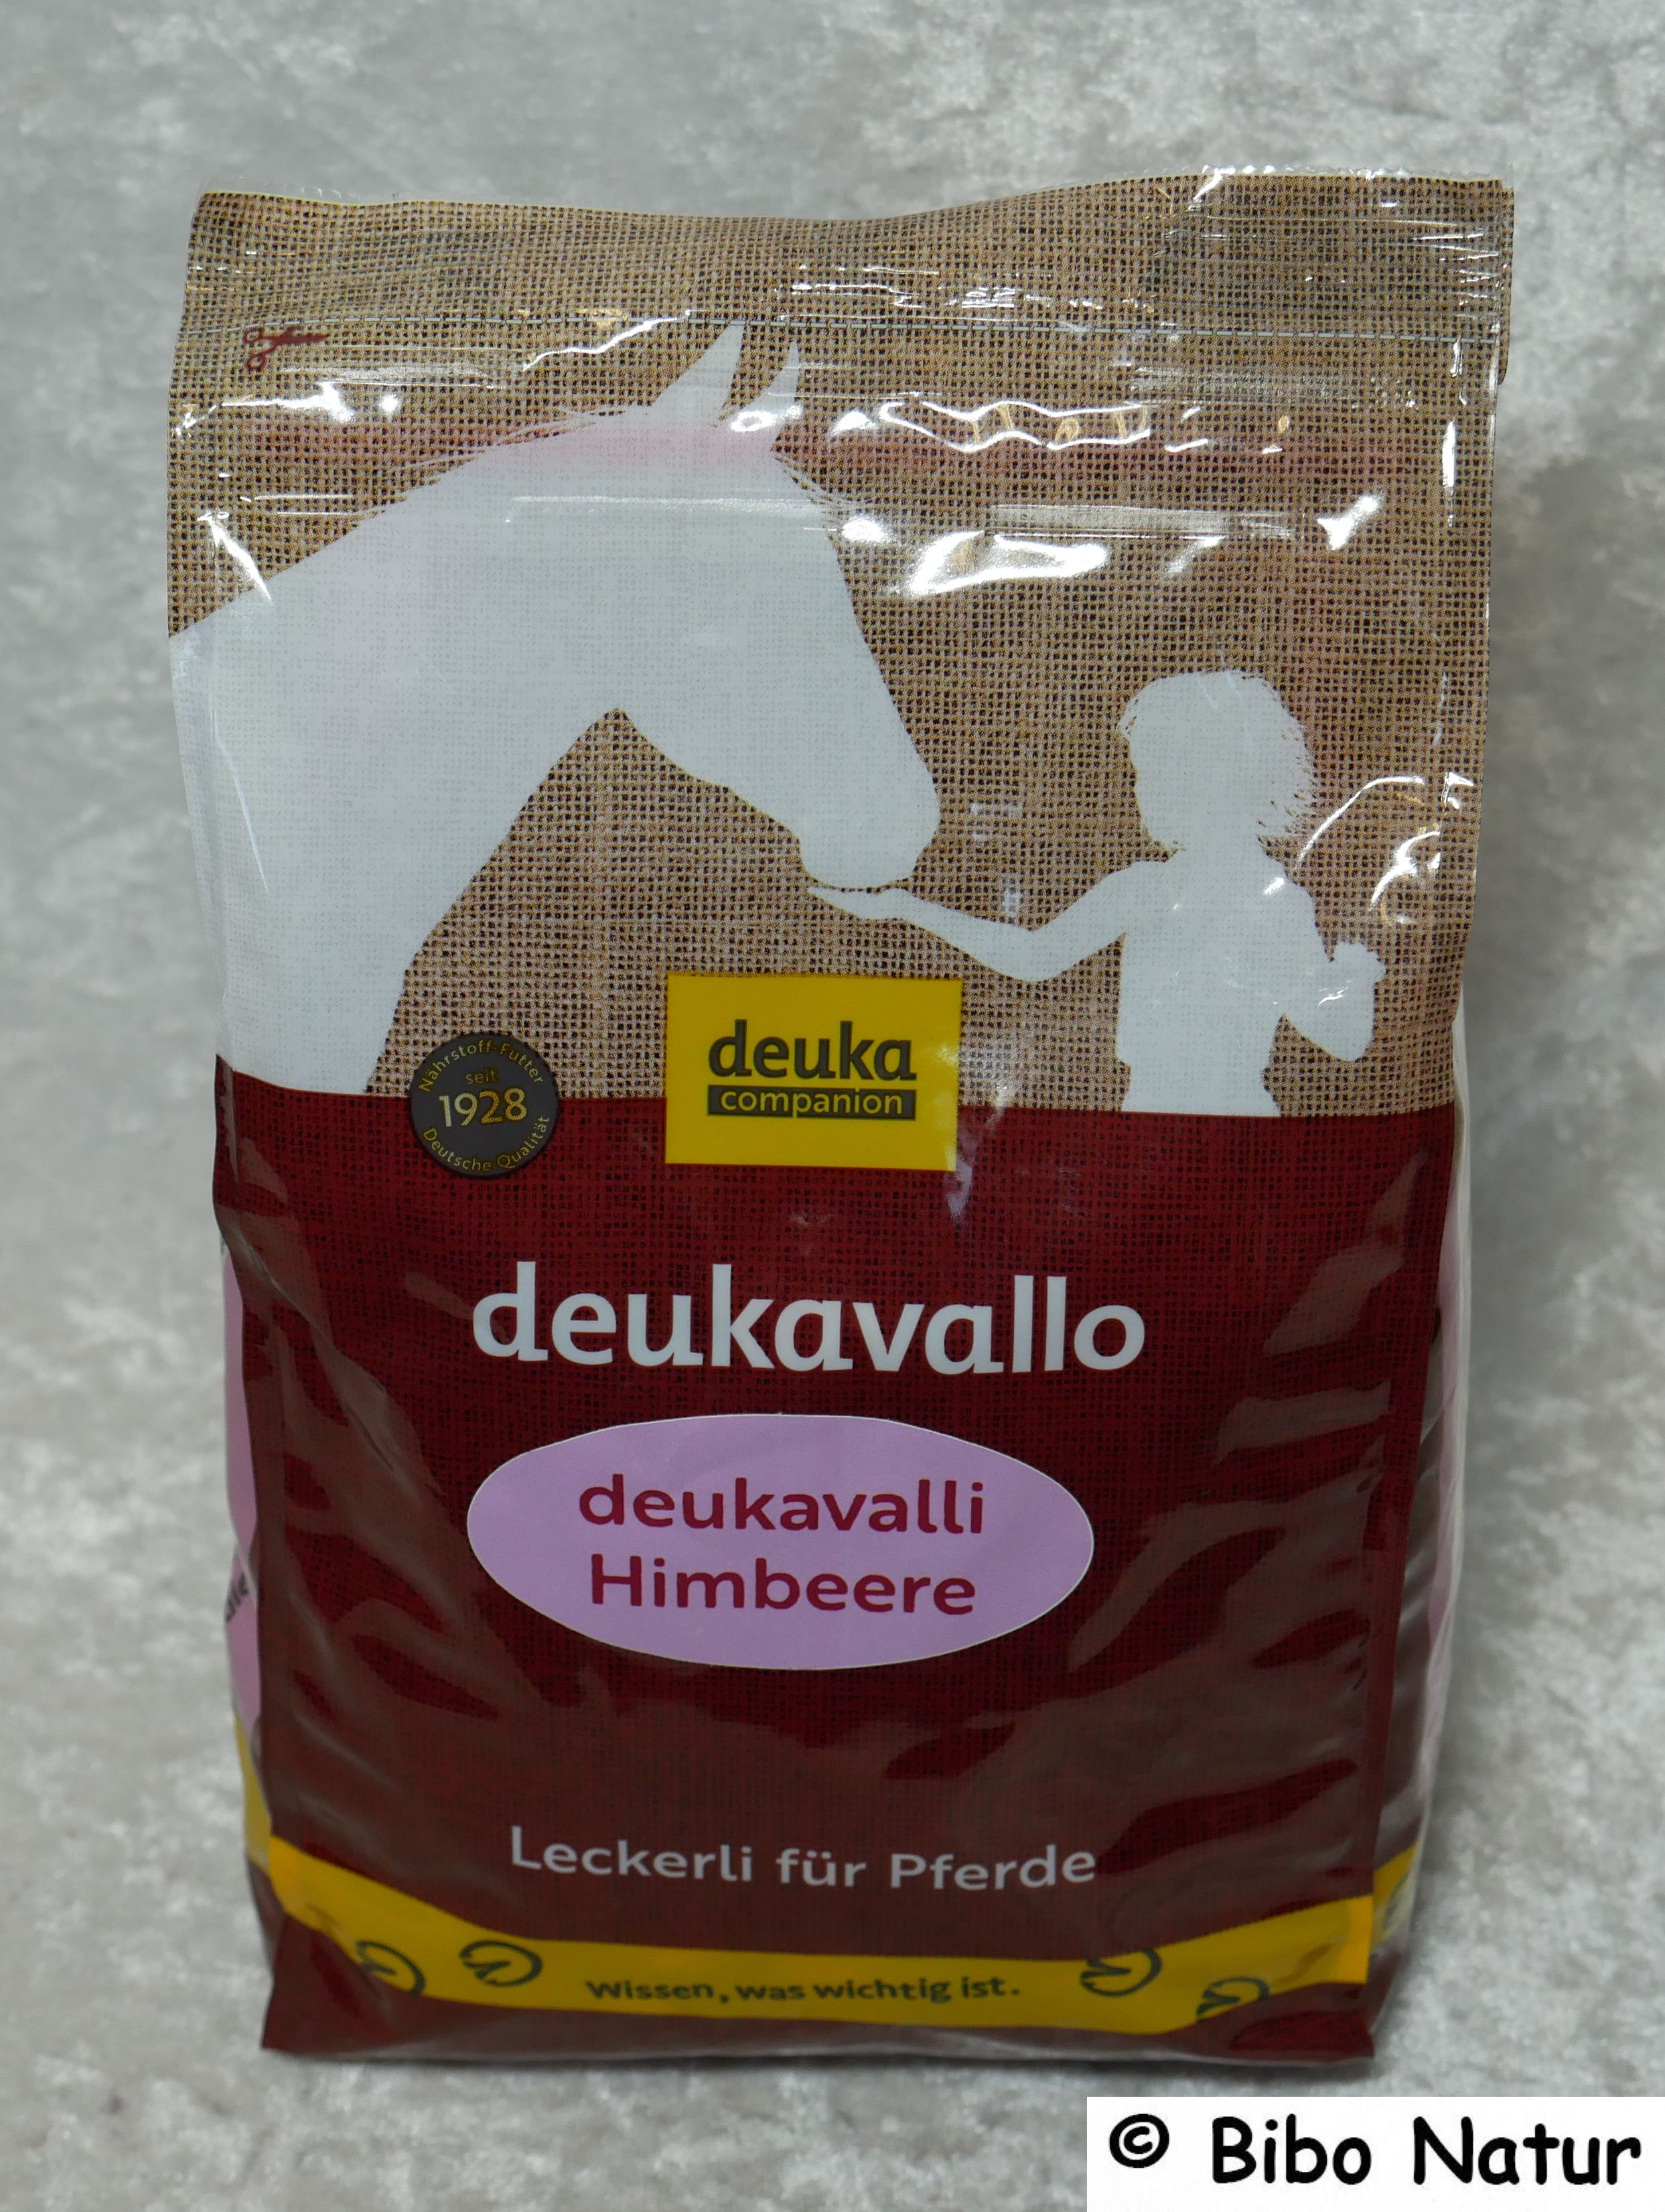 deuka
companion
Nährstoff-Futter
seit
1928
Deutsche Qualität
deukavallo
deukavalli
Himbeere
Leckerli für Pferde
Wissen, was wichtig ist.
© Bibo Natur